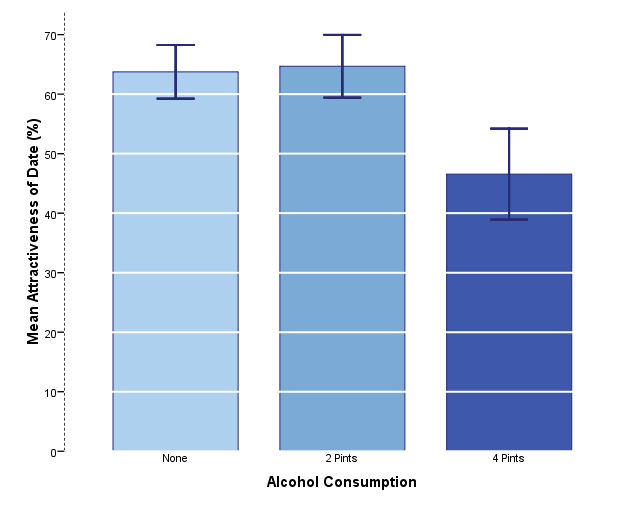 Mean Attractiveness of Date (%)
70
60
50
40
30
20
10
0
None
2 Pints
4 Pints
Alcohol Consumption